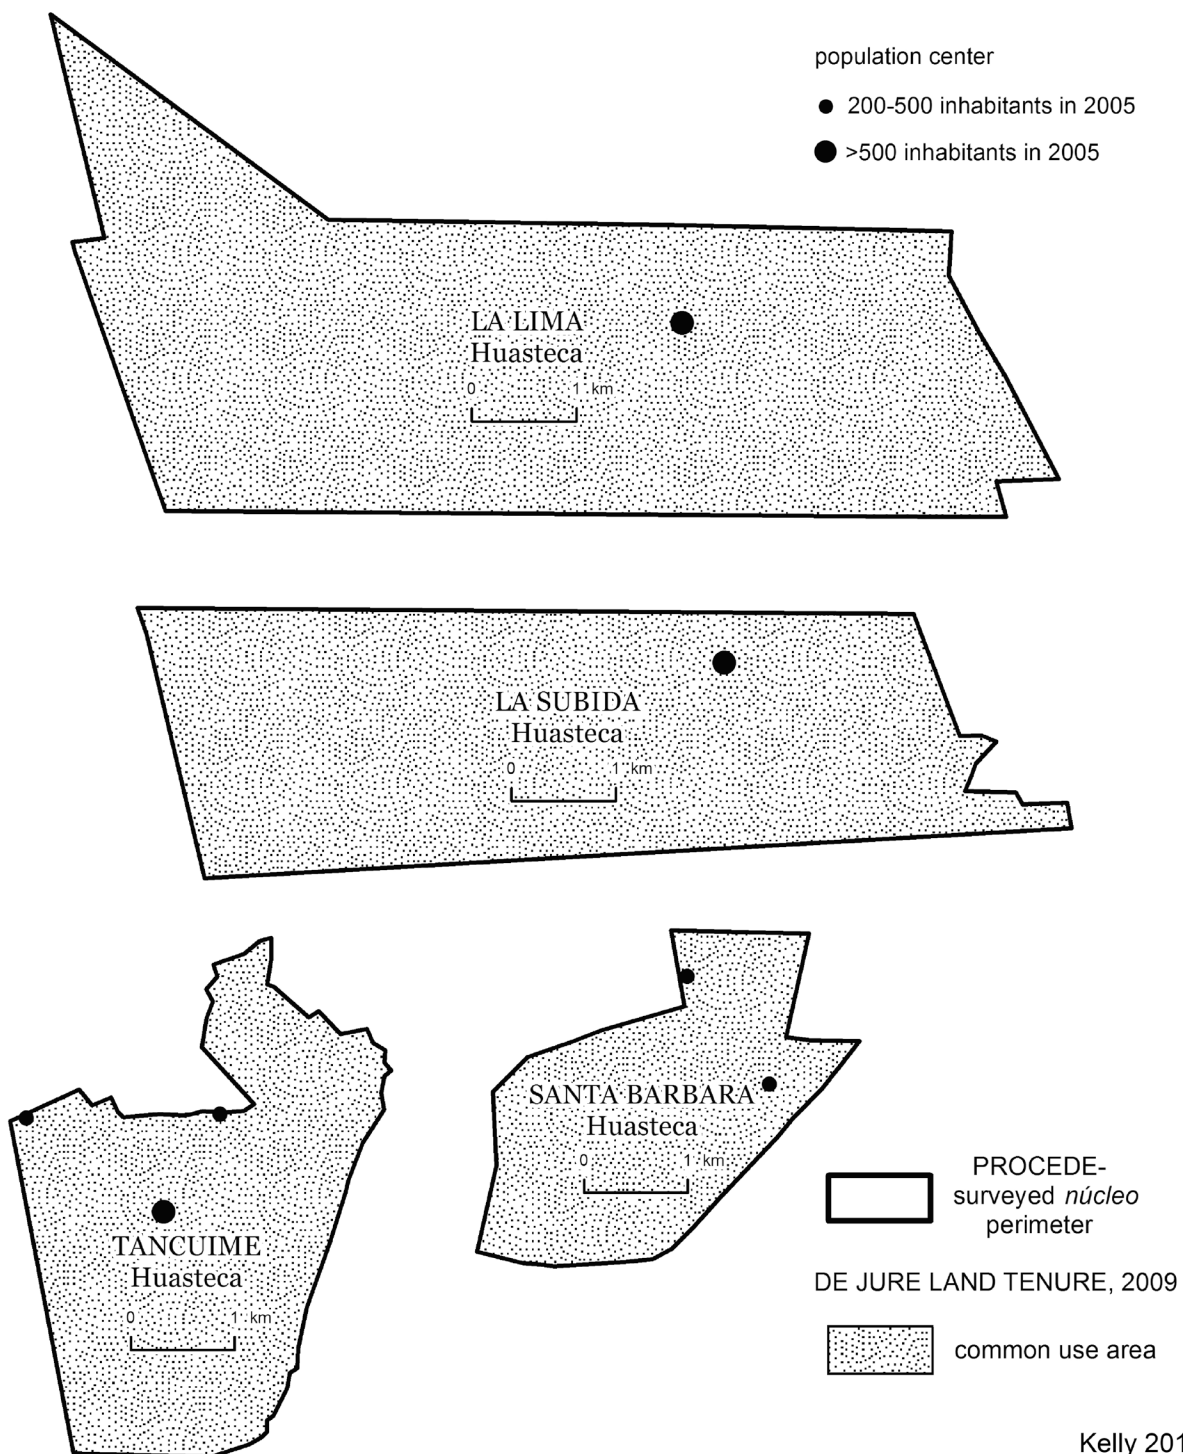 population center
200-500 inhabitants in 2005
>500 inhabitants in 2005
LA LIMA
Huasteca
0 1 km
LA SUBIDA
Huasteca
0 1 km
SANTA BARBARA
Huasteca
0 1 km
TANCUIME
Huasteca
0 1 km
PROCEDE-
surveyed núcleo
perimeter
DE JURE LAND TENURE, 2009
common use area
Kelly 201